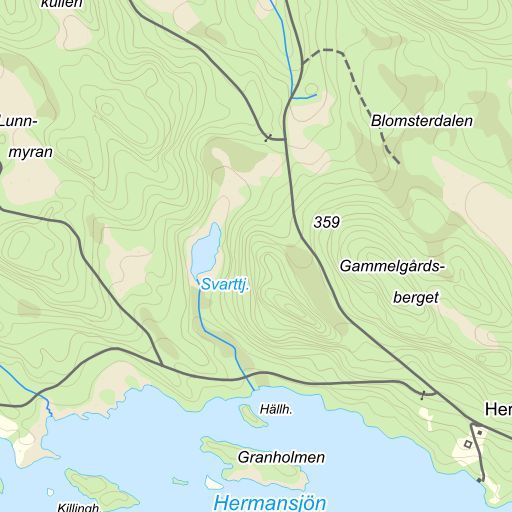 kullen
Blomsterdalen
Lunn-
myran
359
Gammelgårds-
berget
Svarttj.
Her
Hällh.
Granholmen
Killingh.
Hermansjön